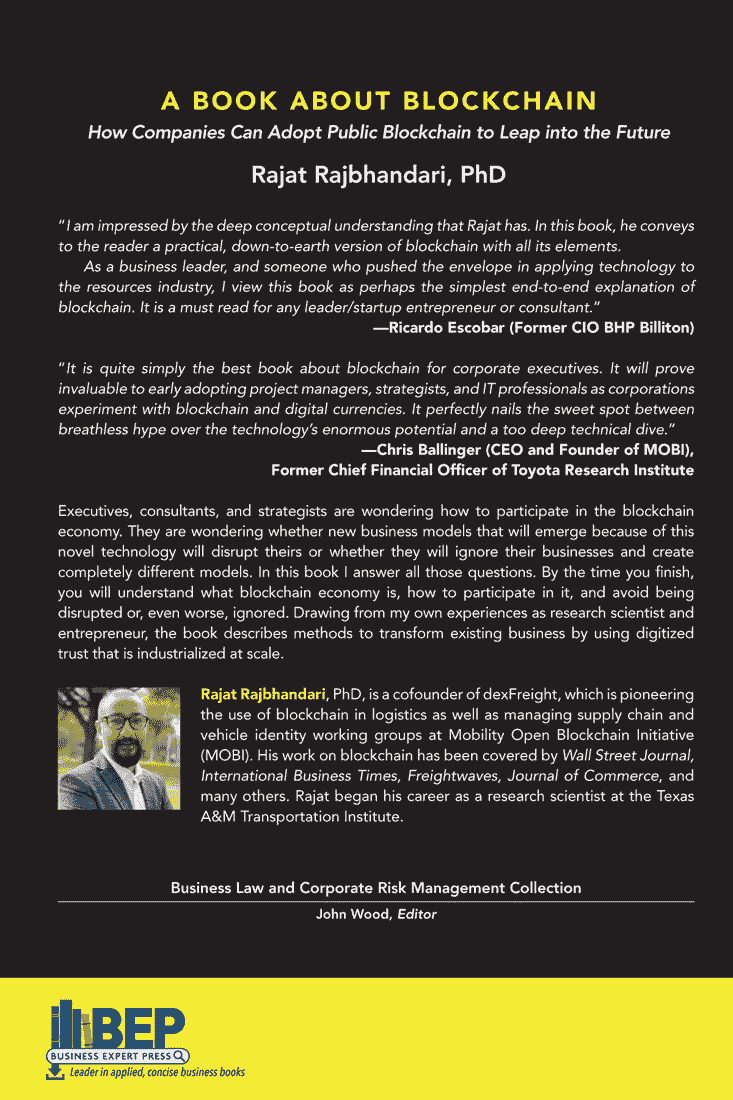 A BOOK ABOUT BLOCKCHAIN
How Companies Can Adopt Public Blockchain to Leap into the Future
Rajat Rajbhandari, PhD
“I am impressed by the deep conceptual understanding that Rajat has. In this book, he conveys
to the reader a practical, down-to-earth version of blockchain with all its elements.
As a business leader, and someone who pushed the envelope in applying technology to
the resources industry, I view this book as perhaps the simplest end-to-end explanation of
blockchain. It is a must read for any leader/startup entrepreneur or consultant.”
—Ricardo Escobar (Former CIO BHP Billiton)
“It is quite simply the best book about blockchain for corporate executives. It will prove
invaluable to early adopting project managers, strategists, and IT professionals as corporations
experiment with blockchain and digital currencies. It perfectly nails the sweet spot between
breathless hype over the technology’s enormous potential and a too deep technical dive.”
—Chris Ballinger (CEO and Founder of MOBI),
Former Chief Financial Officer of Toyota Research Institute
Executives, consultants, and strategists are wondering how to participate in the blockchain
economy. They are wondering whether new business models that will emerge because of this
novel technology will disrupt theirs or whether they will ignore their businesses and create
completely different models. In this book I answer all those questions. By the time you finish,
you will understand what blockchain economy is, how to participate in it, and avoid being
disrupted or, even worse, ignored. Drawing from my own experiences as research scientist and
entrepreneur, the book describes methods to transform existing business by using digitized
trust that is industrialized at scale.
Rajat Rajbhandari, PhD, is a cofounder of dexFreight, which is pioneering
the use of blockchain in logistics as well as managing supply chain and
vehicle identity working groups at Mobility Open Blockchain Initiative
(MOBI). His work on blockchain has been covered by Wall Street Journal,
International Business Times, Freightwaves, Journal of Commerce, and
many others. Rajat began his career as a research scientist at the Texas
A&M Transportation Institute.
Business Law and Corporate Risk Management Collection
John Wood, Editor
BEP
BUSINESS EXPERT PRESS
Leader in applied, concise business books